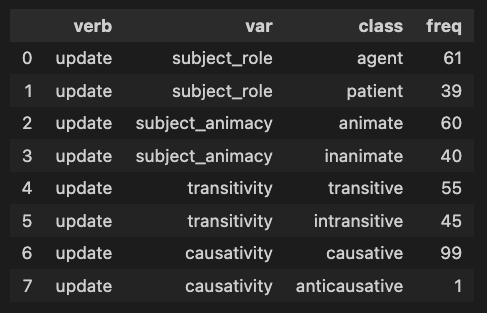 verb var class freq
0 update subject_role agent 61
1 update subject_role patient 39
2 update subject_animacy animate 60
3 update subject_animacy inanimate 40
4 update transitivity transitive 55
5 update transitivity intransitive 45
6 update causativity causative 99
7 update causativity anticausative 1